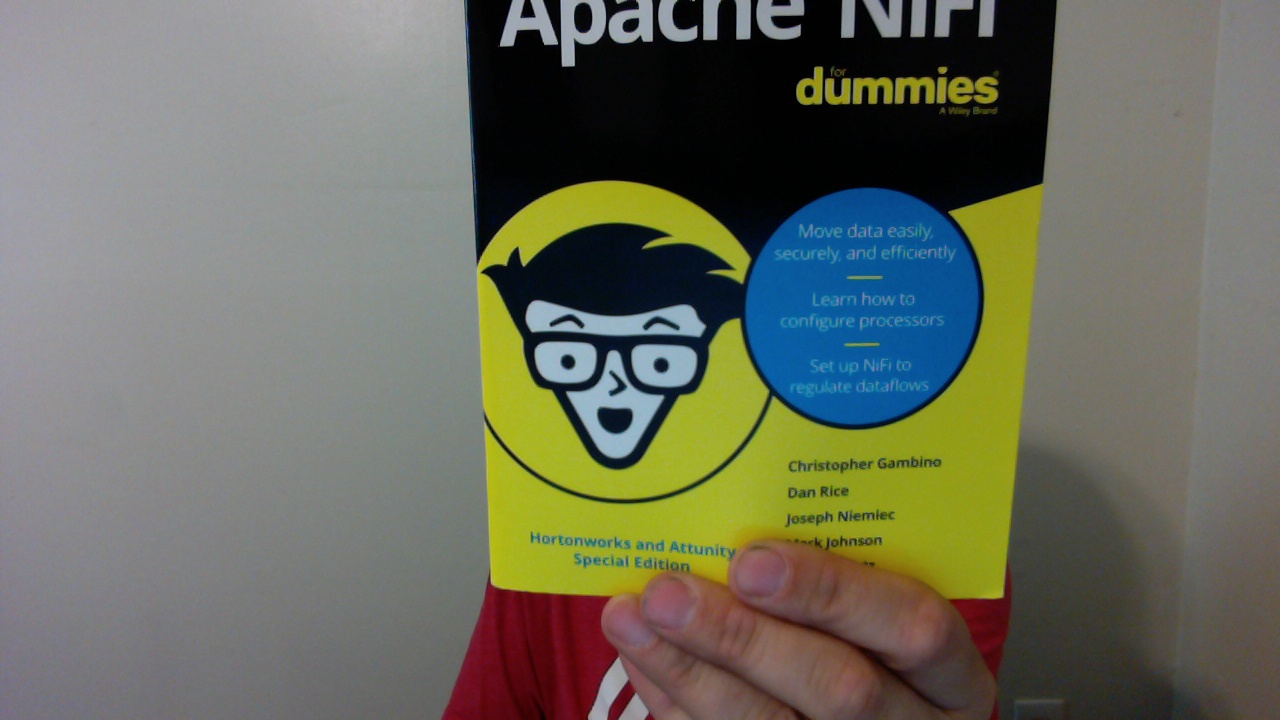 Apache NiFi
for
dummies®
A Wiley Brand
Move data easily,
securely, and efficiently
Learn how to
configure processors
Set up NiFi to
regulate dataflows
Christopher Gambino
Dan Rice
Joseph Niemiec
Johnson
Hortonworks and Attunity
Special Edition